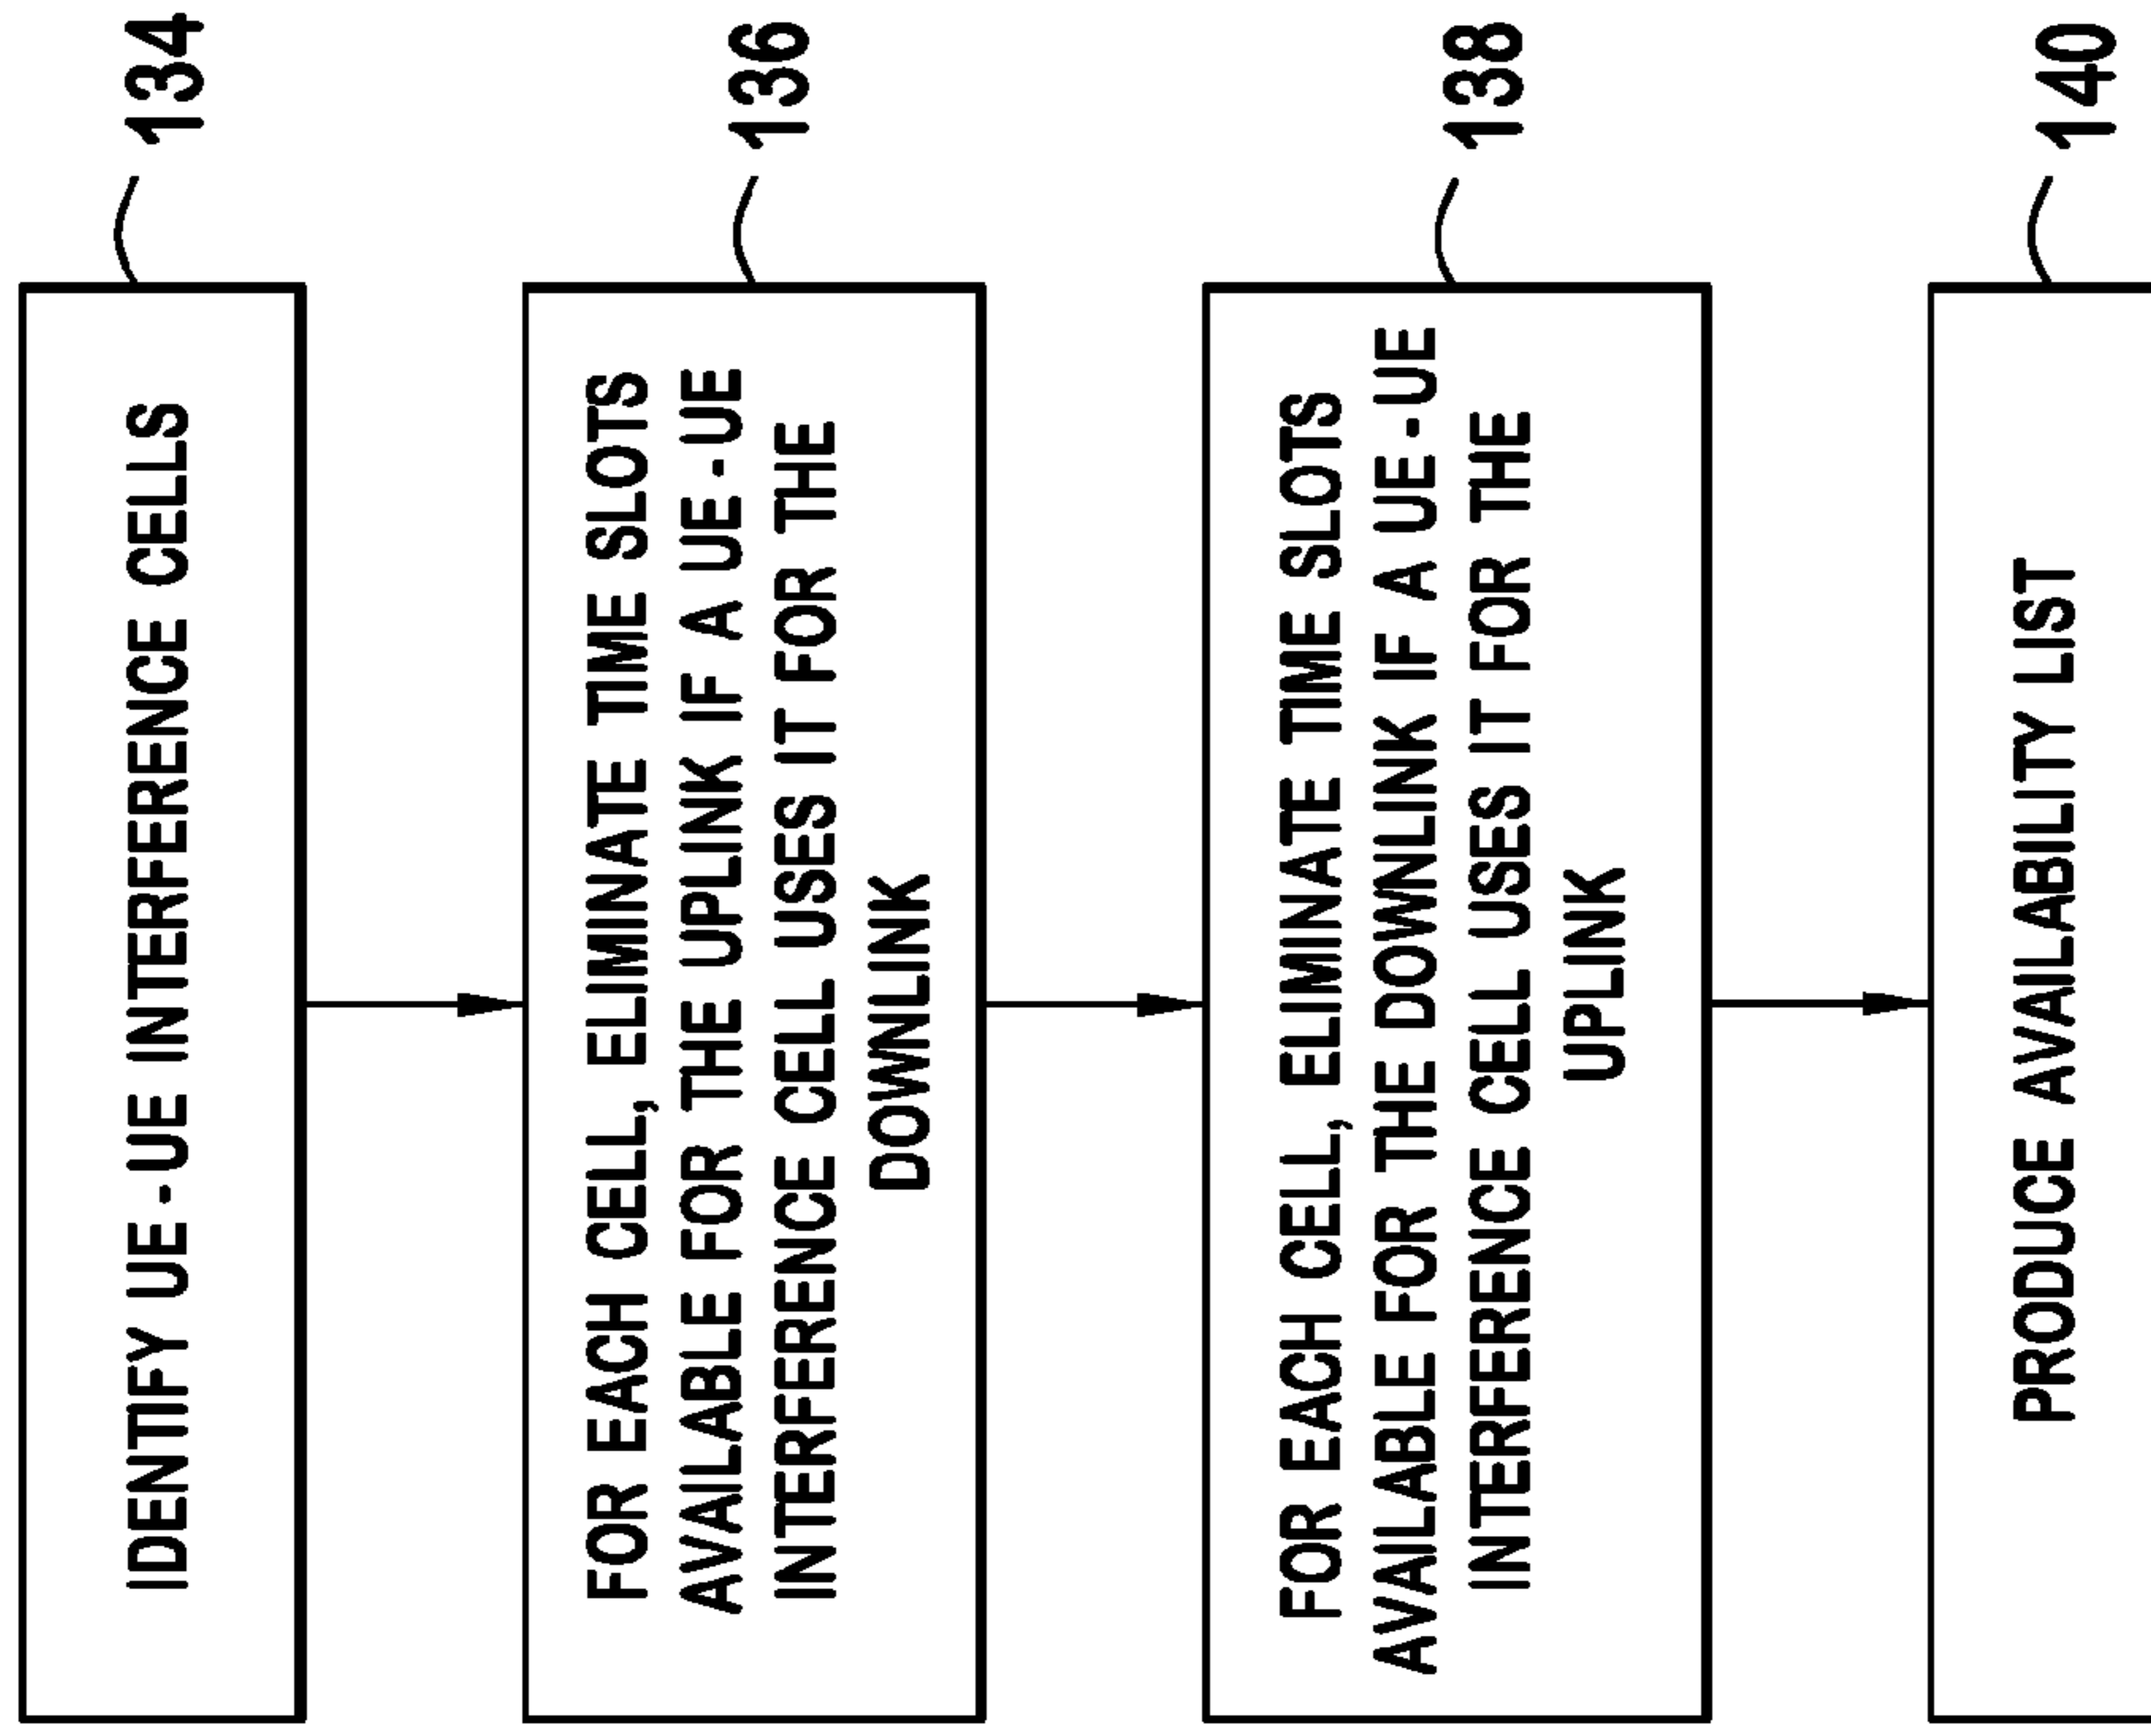 IDENTIFY UE-UE INTERFERENCE CELLS
134
FOR EACH CELL, ELIMINATE TIME SLOTS
AVAILABLE FOR THE UPLINK IF A UE-UE
INTERFERENCE CELL USES IT FOR THE
DOWNLINK
136
FOR EACH CELL, ELIMINATE TIME SLOTS
AVAILABLE FOR THE DOWNLINK IF A UE-UE
INTERFERENCE CELL USES IT FOR THE
UPLINK
138
PRODUCE AVAILABILITY LIST
140